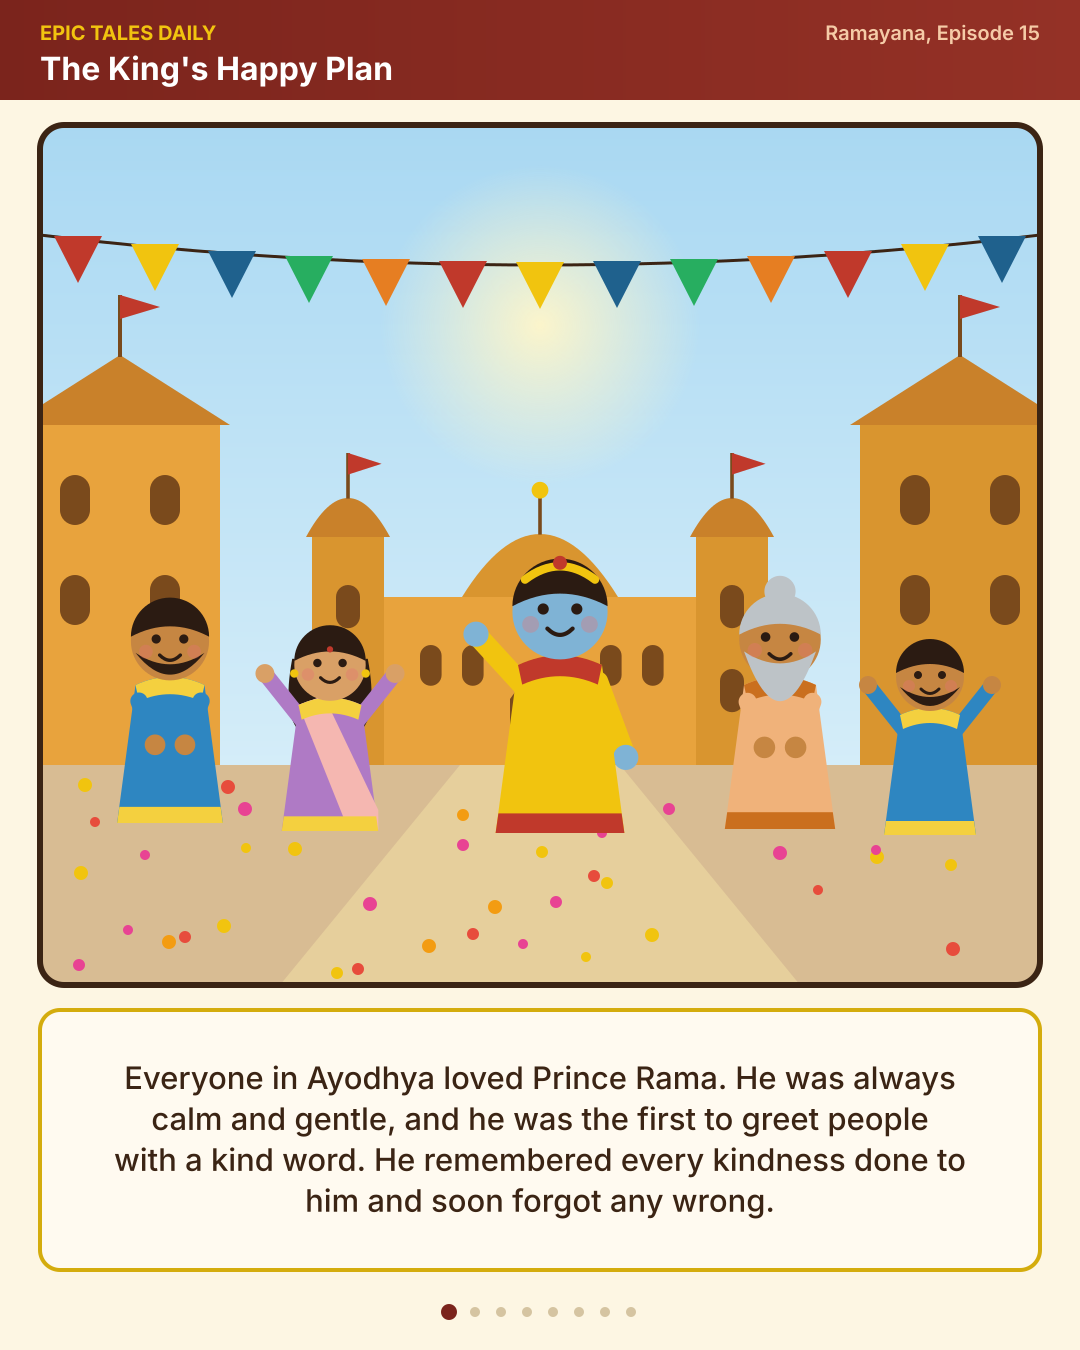 EPIC TALES DAILY
Ramayana, Episode 15
The King's Happy Plan
Everyone in Ayodhya loved Prince Rama. He was always
calm and gentle, and he was the first to greet people
with a kind word. He remembered every kindness done to
him and soon forgot any wrong.